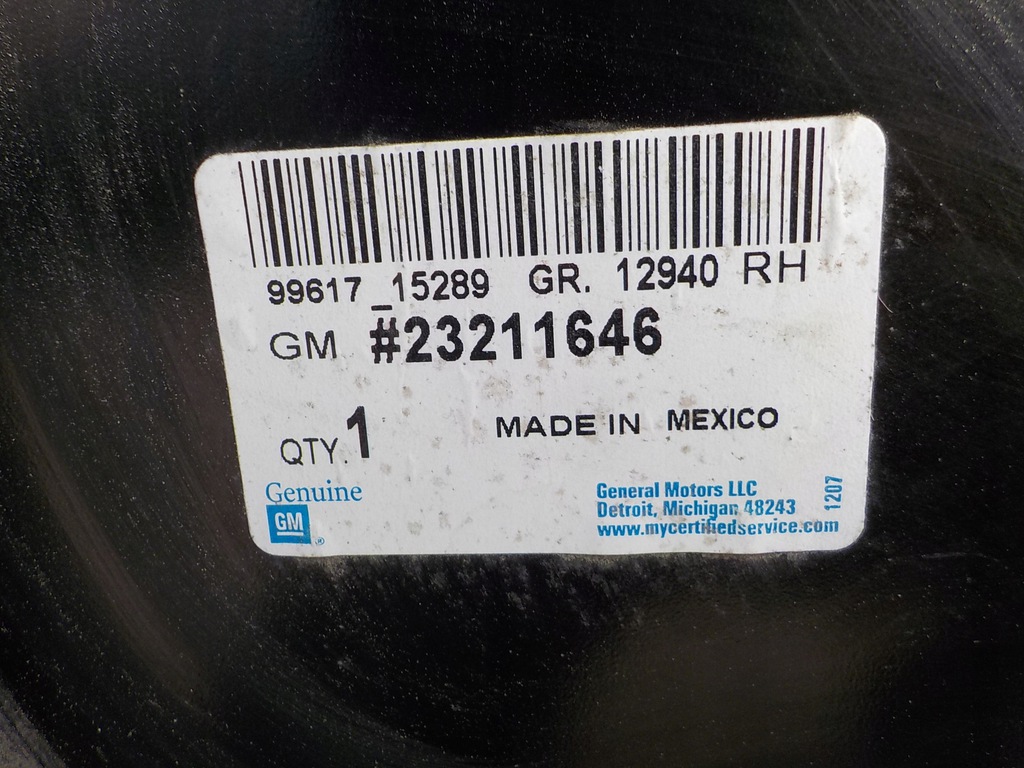 99617_15289 GR. 12940 RH
GM #23211646
QTY. 1 MADE IN MEXICO
Genuine
GM
General Motors LLC
Detroit, Michigan 48243
www.mycertifiedservice.com
1207